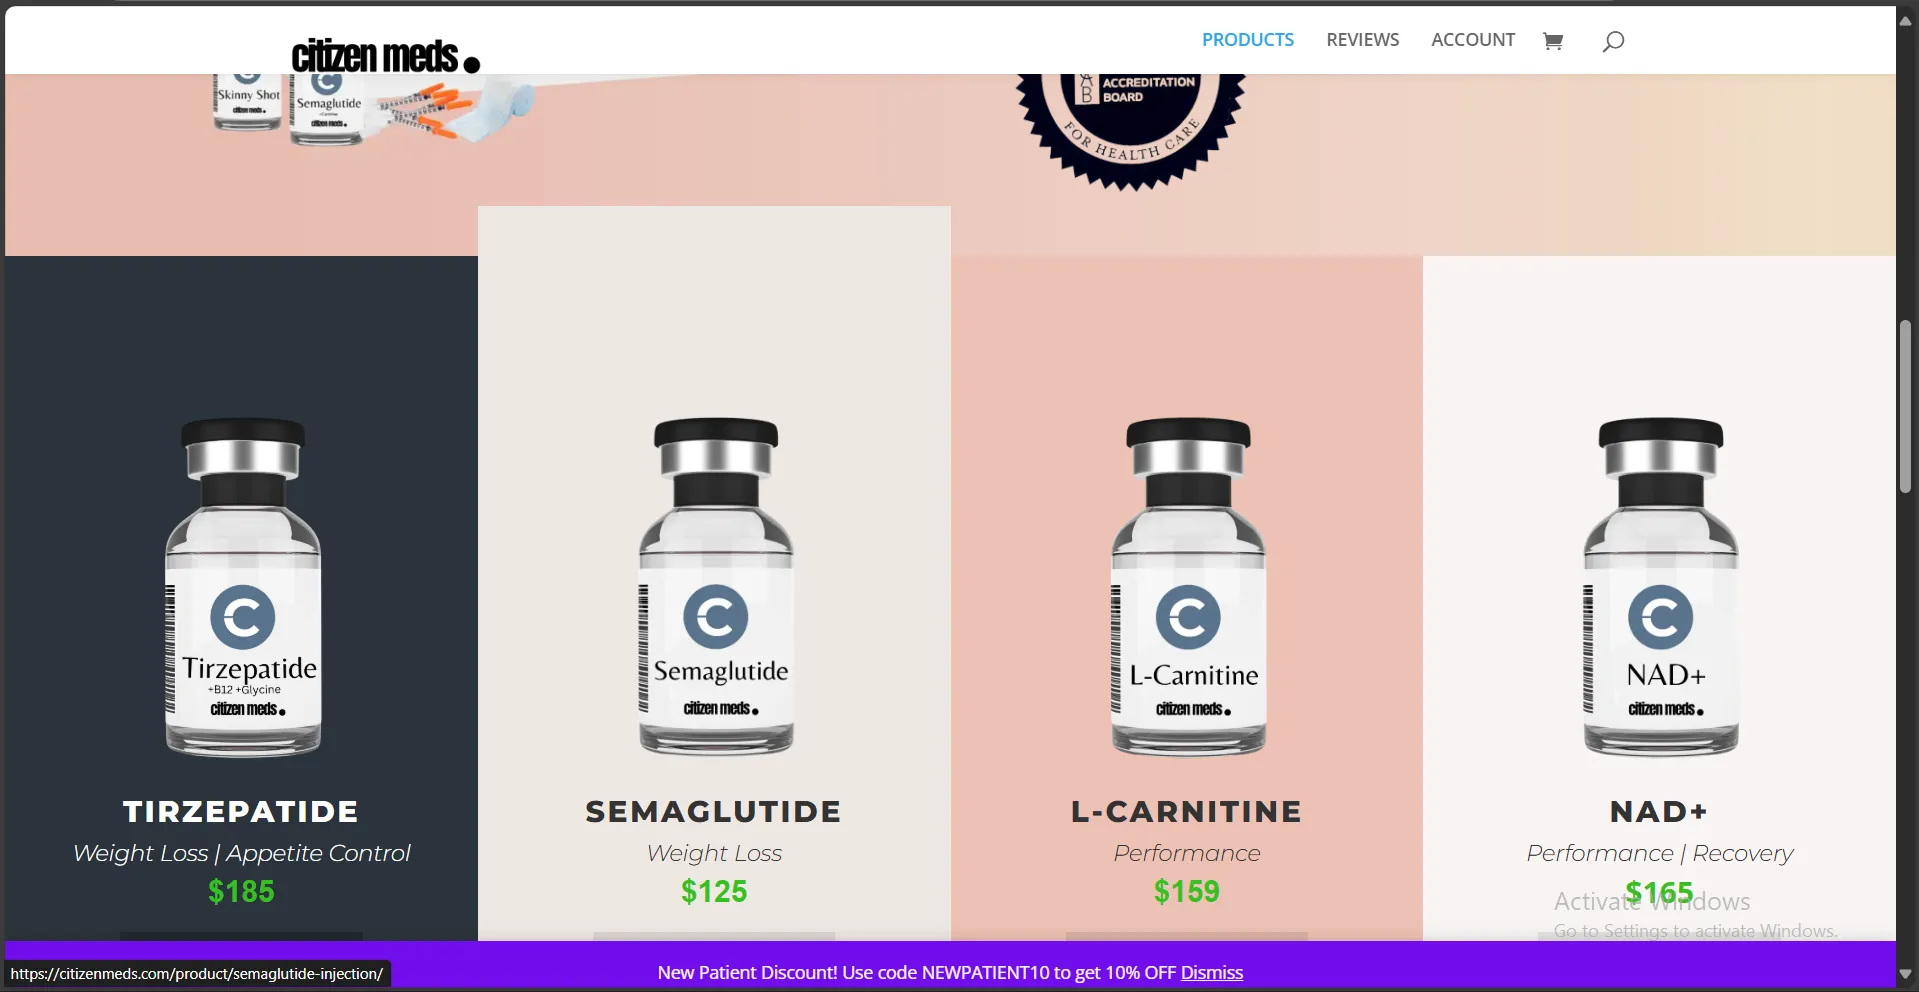 citizen meds.
PRODUCTS
REVIEWS
ACCOUNT
Skinny Shot
citizen meds.
Semaglutide
+Carnitine
citizen meds.
AB
ACCREDITATION
BOARD
FOR HEALTH CARE
Tirzepatide
+B12 +Glycine
citizen meds.
Semaglutide
citizen meds.
L-Carnitine
citizen meds.
NAD+
citizen meds.
TIRZEPATIDE
Weight Loss | Appetite Control
$185
SEMAGLUTIDE
Weight Loss
$125
L-CARNITINE
Performance
$159
NAD+
Performance | Recovery
$165
Activate Windows
Go to Settings to activate Windows.
https://citizenmeds.com/product/semaglutide-injection/
New Patient Discount! Use code NEWPATIENT10 to get 10% OFF Dismiss